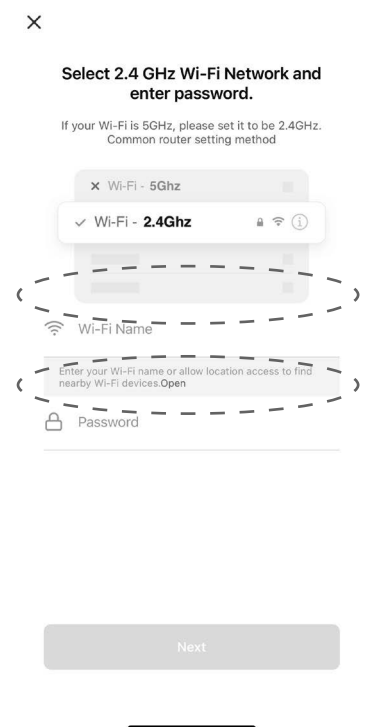 Select 2.4 GHz Wi-Fi Network and
enter password.
If your Wi-Fi is 5GHz, please set it to be 2.4GHz.
Common router setting method
Wi-Fi - 5Ghz
Wi-Fi - 2.4Ghz
Wi-Fi Name
Enter your Wi-Fi name or allow location access to find
nearby Wi-Fi devices.Open
Password
Next